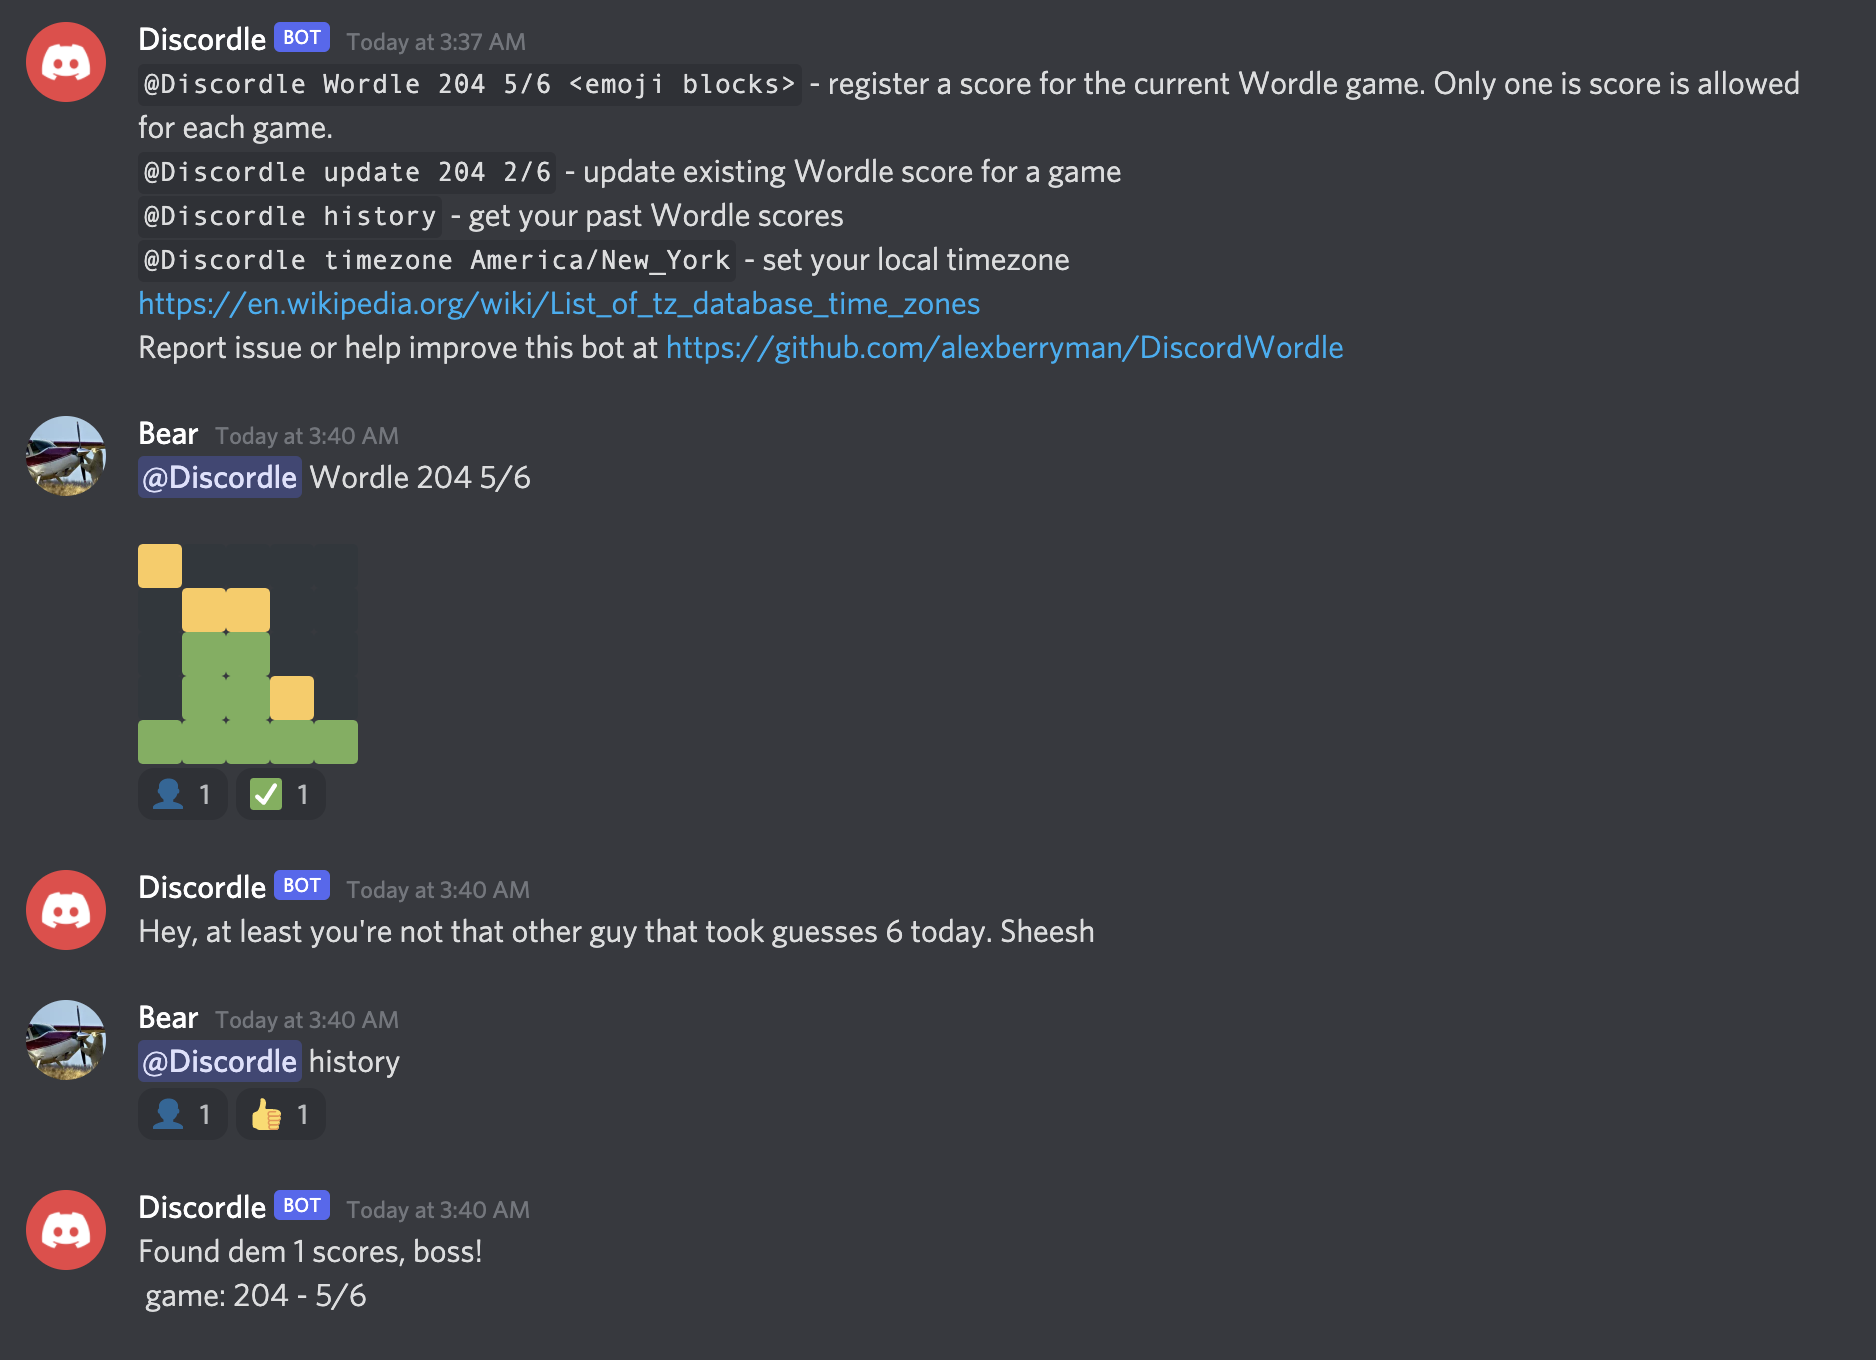 Discordle BOT Today at 3:37 AM
@Discordle Wordle 204 5/6 <emoji blocks> - register a score for the current Wordle game. Only one is score is allowed
for each game.
@Discordle update 204 2/6 - update existing Wordle score for a game
@Discordle history - get your past Wordle scores
@Discordle timezone America/New_York - set your local timezone
https://en.wikipedia.org/wiki/List_of_tz_database_time_zones
Report issue or help improve this bot at https://github.com/alexberryman/DiscordWordle
Bear Today at 3:40 AM
@Discordle Wordle 204 5/6
1 1
Discordle BOT Today at 3:40 AM
Hey, at least you're not that other guy that took guesses 6 today. Sheesh
Bear Today at 3:40 AM
@Discordle history
1 1
Discordle BOT Today at 3:40 AM
Found dem 1 scores, boss!
game: 204 - 5/6